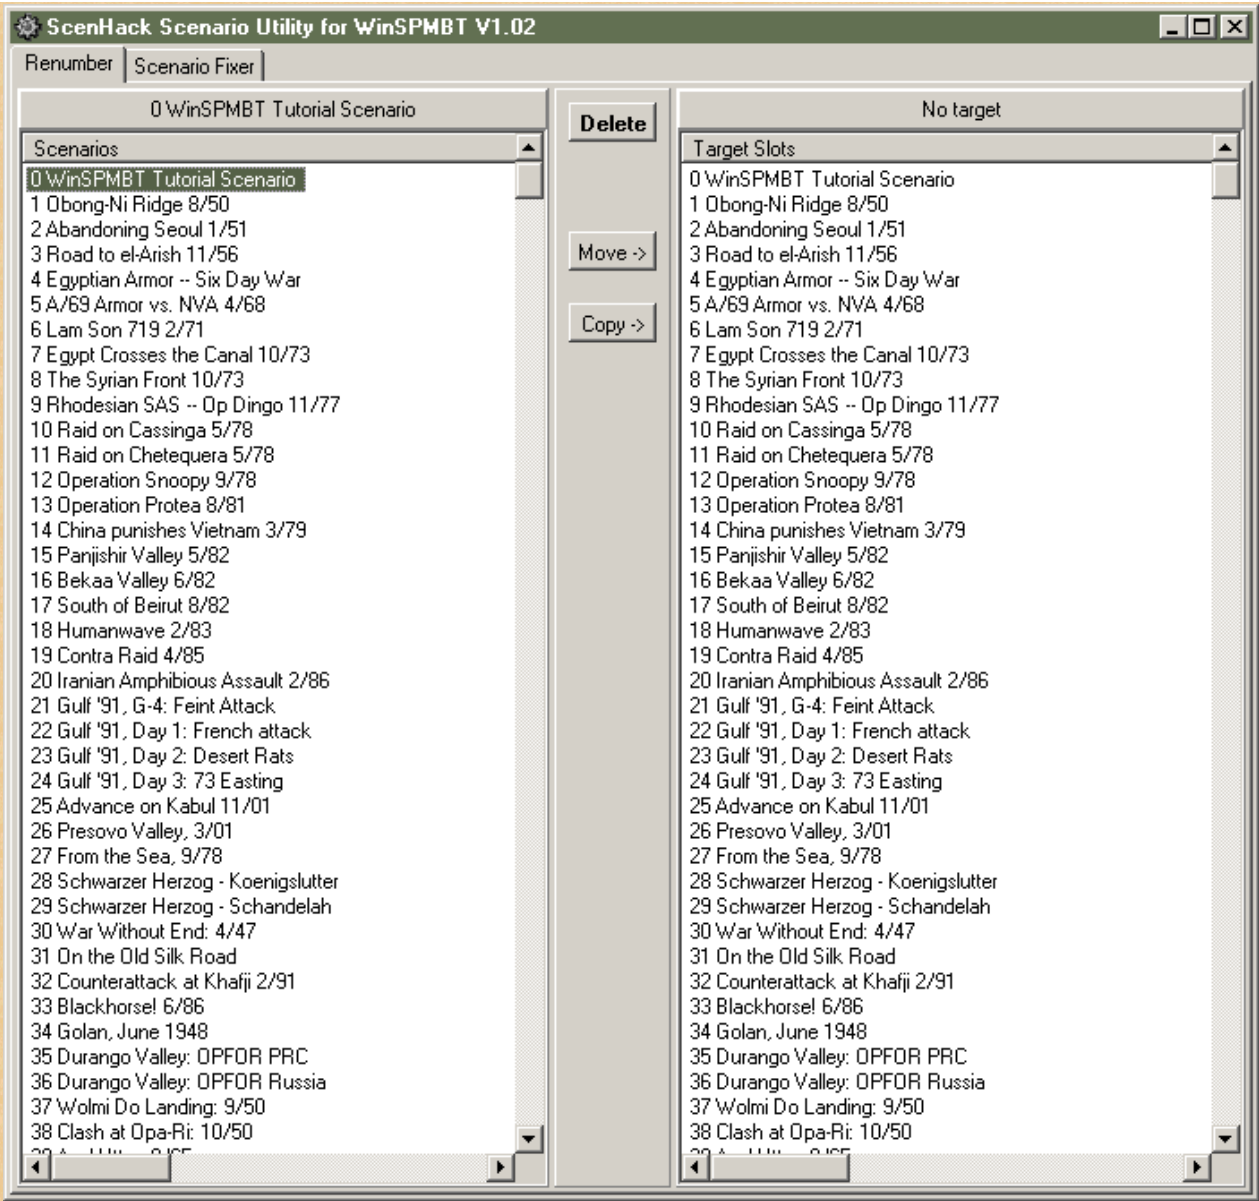 ScenHack Scenario Utility for WinSPMBT V1.02
Renumber
Scenario Fixer
0 WinSPMBT Tutorial Scenario
Scenarios
0 WinSPMBT Tutorial Scenario
1 Obong-Ni Ridge 8/50
2 Abandoning Seoul 1/51
3 Road to el-Arish 11/56
4 Egyptian Armor -- Six Day War
5 A/69 Armor vs. NVA 4/68
6 Lam Son 719 2/71
7 Egypt Crosses the Canal 10/73
8 The Syrian Front 10/73
9 Rhodesian SAS -- Op Dingo 11/77
10 Raid on Cassinga 5/78
11 Raid on Chetequera 5/78
12 Operation Snoopy 9/78
13 Operation Protea 8/81
14 China punishes Vietnam 3/79
15 Panjishir Valley 5/82
16 Bekaa Valley 6/82
17 South of Beirut 8/82
18 Humanwave 2/83
19 Contra Raid 4/85
20 Iranian Amphibious Assault 2/86
21 Gulf '91, G-4: Feint Attack
22 Gulf '91, Day 1: French attack
23 Gulf '91, Day 2: Desert Rats
24 Gulf '91, Day 3: 73 Easting
25 Advance on Kabul 11/01
26 Presovo Valley, 3/01
27 From the Sea, 9/78
28 Schwarzer Herzog - Koenigslutter
29 Schwarzer Herzog - Schandelah
30 War Without End: 4/47
31 On the Old Silk Road
32 Counterattack at Khafji 2/91
33 Blackhorse! 6/86
34 Golan, June 1948
35 Durango Valley: OPFOR PRC
36 Durango Valley: OPFOR Russia
37 Wolmi Do Landing: 9/50
38 Clash at Opa-Ri: 10/50
Delete
Move ->
Copy ->
No target
Target Slots
0 WinSPMBT Tutorial Scenario
1 Obong-Ni Ridge 8/50
2 Abandoning Seoul 1/51
3 Road to el-Arish 11/56
4 Egyptian Armor -- Six Day War
5 A/69 Armor vs. NVA 4/68
6 Lam Son 719 2/71
7 Egypt Crosses the Canal 10/73
8 The Syrian Front 10/73
9 Rhodesian SAS -- Op Dingo 11/77
10 Raid on Cassinga 5/78
11 Raid on Chetequera 5/78
12 Operation Snoopy 9/78
13 Operation Protea 8/81
14 China punishes Vietnam 3/79
15 Panjishir Valley 5/82
16 Bekaa Valley 6/82
17 South of Beirut 8/82
18 Humanwave 2/83
19 Contra Raid 4/85
20 Iranian Amphibious Assault 2/86
21 Gulf '91, G-4: Feint Attack
22 Gulf '91, Day 1: French attack
23 Gulf '91, Day 2: Desert Rats
24 Gulf '91, Day 3: 73 Easting
25 Advance on Kabul 11/01
26 Presovo Valley, 3/01
27 From the Sea, 9/78
28 Schwarzer Herzog - Koenigslutter
29 Schwarzer Herzog - Schandelah
30 War Without End: 4/47
31 On the Old Silk Road
32 Counterattack at Khafji 2/91
33 Blackhorse! 6/86
34 Golan, June 1948
35 Durango Valley: OPFOR PRC
36 Durango Valley: OPFOR Russia
37 Wolmi Do Landing: 9/50
38 Clash at Opa-Ri: 10/50